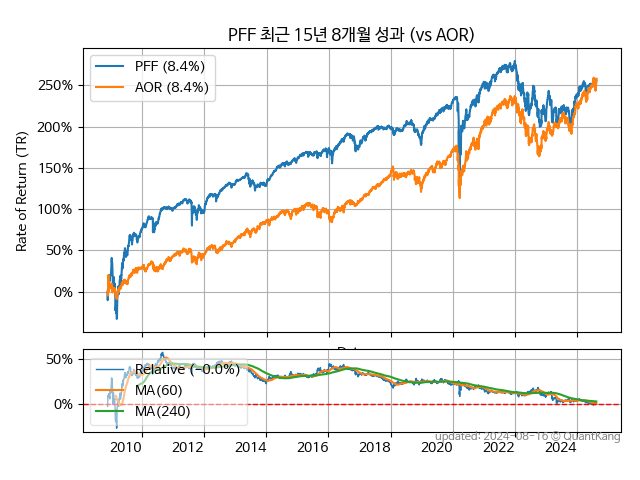 PFF 최근 15년 8개월 성과 (vs AOR)
PFF (8.4%)
AOR (8.4%)
Rate of Return (TR)
250%
200%
150%
100%
50%
0%
Relative (-0.0%)
MA(60)
MA(240)
50%
0%
updated: 2024-08-16 © QuantKang
2010 2012 2014 2016 2018 2020 2022 2024